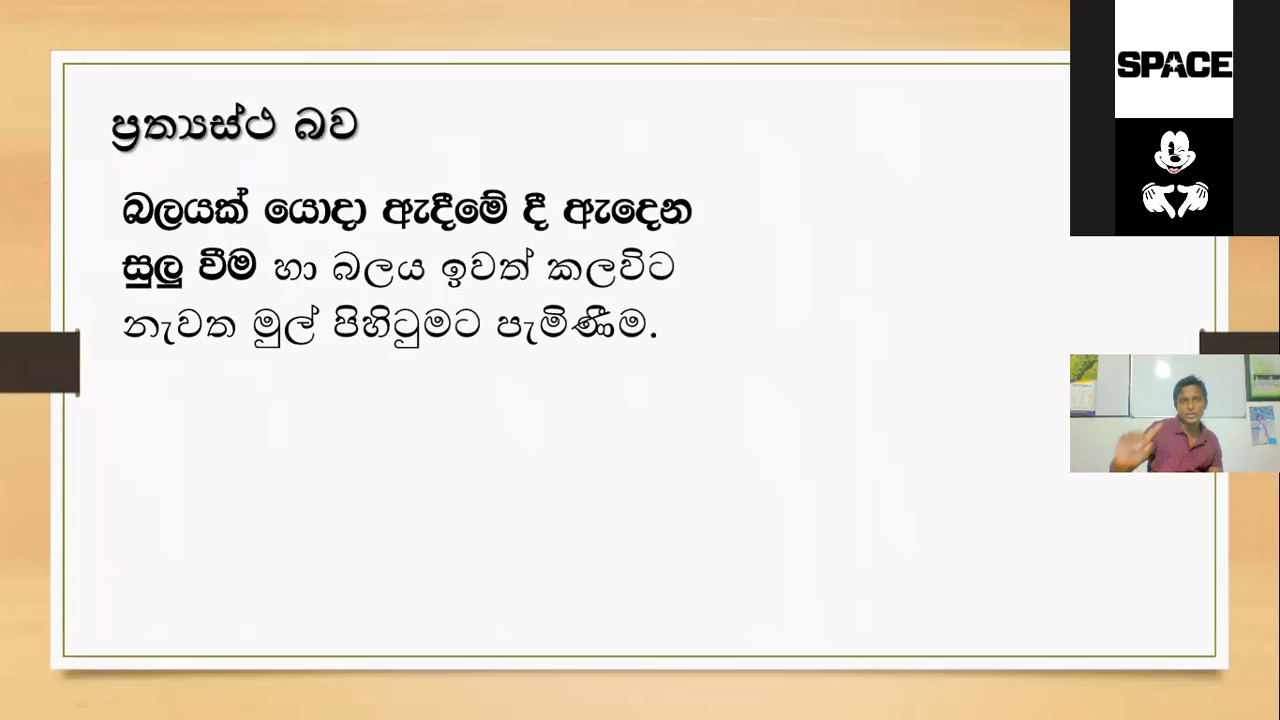 ප්‍රත්‍යස්ථ බව
බලයක් යොදා ඇදීමේ දී ඇදෙන
සුලු වීම හා බලය ඉවත් කලවිට
නැවත මුල් පිහිටුමට පැමිණීම.
SPACE